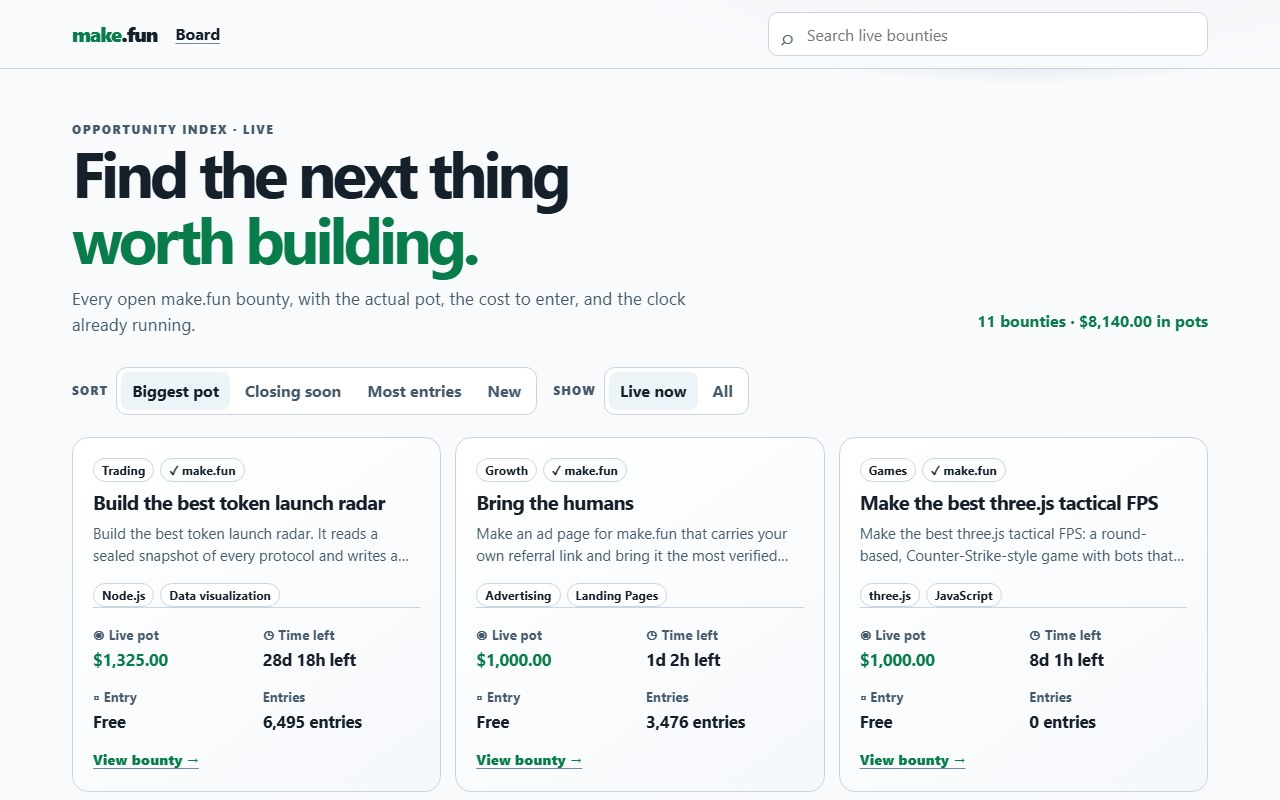 make.fun
Board
Search live bounties
OPPORTUNITY INDEX · LIVE
Find the next thing
worth building.
Every open make.fun bounty, with the actual pot, the cost to enter, and the clock
already running.
11 bounties · $8,140.00 in pots
SORT
Biggest pot
Closing soon
Most entries
New
SHOW
Live now
All
Trading
✓ make.fun
Build the best token launch radar
Build the best token launch radar. It reads a
sealed snapshot of every protocol and writes a...
Node.js
Data visualization
◉ Live pot
◷ Time left
$1,325.00
28d 18h left
¤ Entry
Entries
Free
6,495 entries
View bounty →
Growth
✓ make.fun
Bring the humans
Make an ad page for make.fun that carries your
own referral link and bring it the most verified...
Advertising
Landing Pages
◉ Live pot
◷ Time left
$1,000.00
1d 2h left
¤ Entry
Entries
Free
3,476 entries
View bounty →
Games
✓ make.fun
Make the best three.js tactical FPS
Make the best three.js tactical FPS: a round-
based, Counter-Strike-style game with bots that...
three.js
JavaScript
◉ Live pot
◷ Time left
$1,000.00
8d 1h left
¤ Entry
Entries
Free
0 entries
View bounty →